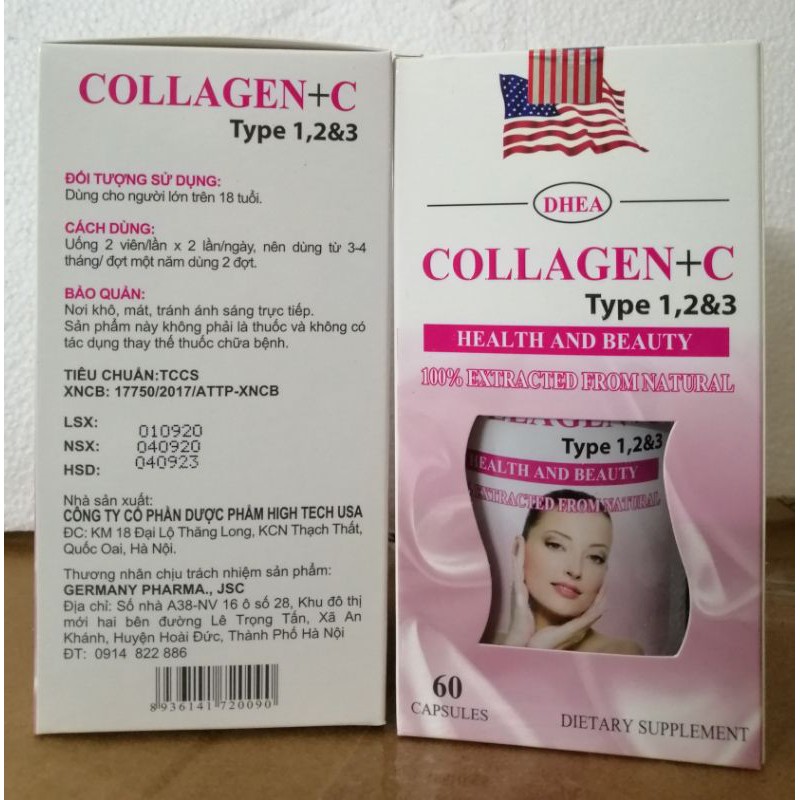 COLLAGEN+C
Type 1,2&3
ĐỐI TƯỢNG SỬ DỤNG:
Dùng cho người lớn trên 18 tuổi.
CÁCH DÙNG:
Uống 2 viên/lần x 2 lần/ngày, nên dùng từ 3-4
tháng/ đợt một năm dùng 2 đợt.
BẢO QUẢN:
Nơi khô, mát, tránh ánh sáng trực tiếp.
Sản phẩm này không phải là thuốc và không có
tác dụng thay thế thuốc chữa bệnh.
TIÊU CHUẨN:TCCS
XNCB: 17750/2017/ATTP-XNCB
LSX: 010920
NSX: 040920
HSD: 040923
Nhà sản xuất:
CÔNG TY CỔ PHẦN DƯỢC PHẨM HIGH TECH USA
ĐC: KM 18 Đại Lộ Thăng Long, KCN Thạch Thất,
Quốc Oai, Hà Nội.
Thương nhân chịu trách nhiệm sản phẩm:
GERMANY PHARMA., JSC
Địa chỉ: Số nhà A38-NV 16 ô số 28, Khu đô thị
mới hai bên đường Lê Trọng Tấn, Xã An
Khánh, Huyện Hoài Đức, Thành Phố Hà Nội
ĐT: 0914 822 886
8 936141 720090
DHEA
COLLAGEN+C
Type 1,2&3
HEALTH AND BEAUTY
100% EXTRACTED FROM NATURAL
Type 1,2&3
HEALTH AND BEAUTY
EXTRACTED FROM NATURAL
60
CAPSULES
DIETARY SUPPLEMENT